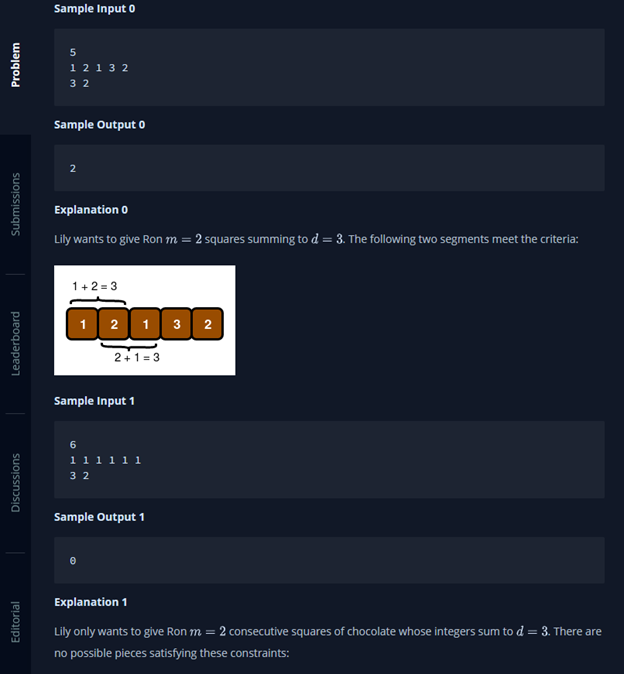 Problem
Submissions
Leaderboard
Discussions
Editorial
Sample Input 0
5
1 2 1 3 2
3 2
Sample Output 0
2
Explanation 0
Lily wants to give Ron m = 2 squares summing to d = 3. The following two segments meet the criteria:
1 + 2 = 3
1 2 1 3 2
2 + 1 = 3
Sample Input 1
6
1 1 1 1 1 1
3 2
Sample Output 1
0
Explanation 1
Lily only wants to give Ron m = 2 consecutive squares of chocolate whose integers sum to d = 3. There are
no possible pieces satisfying these constraints: